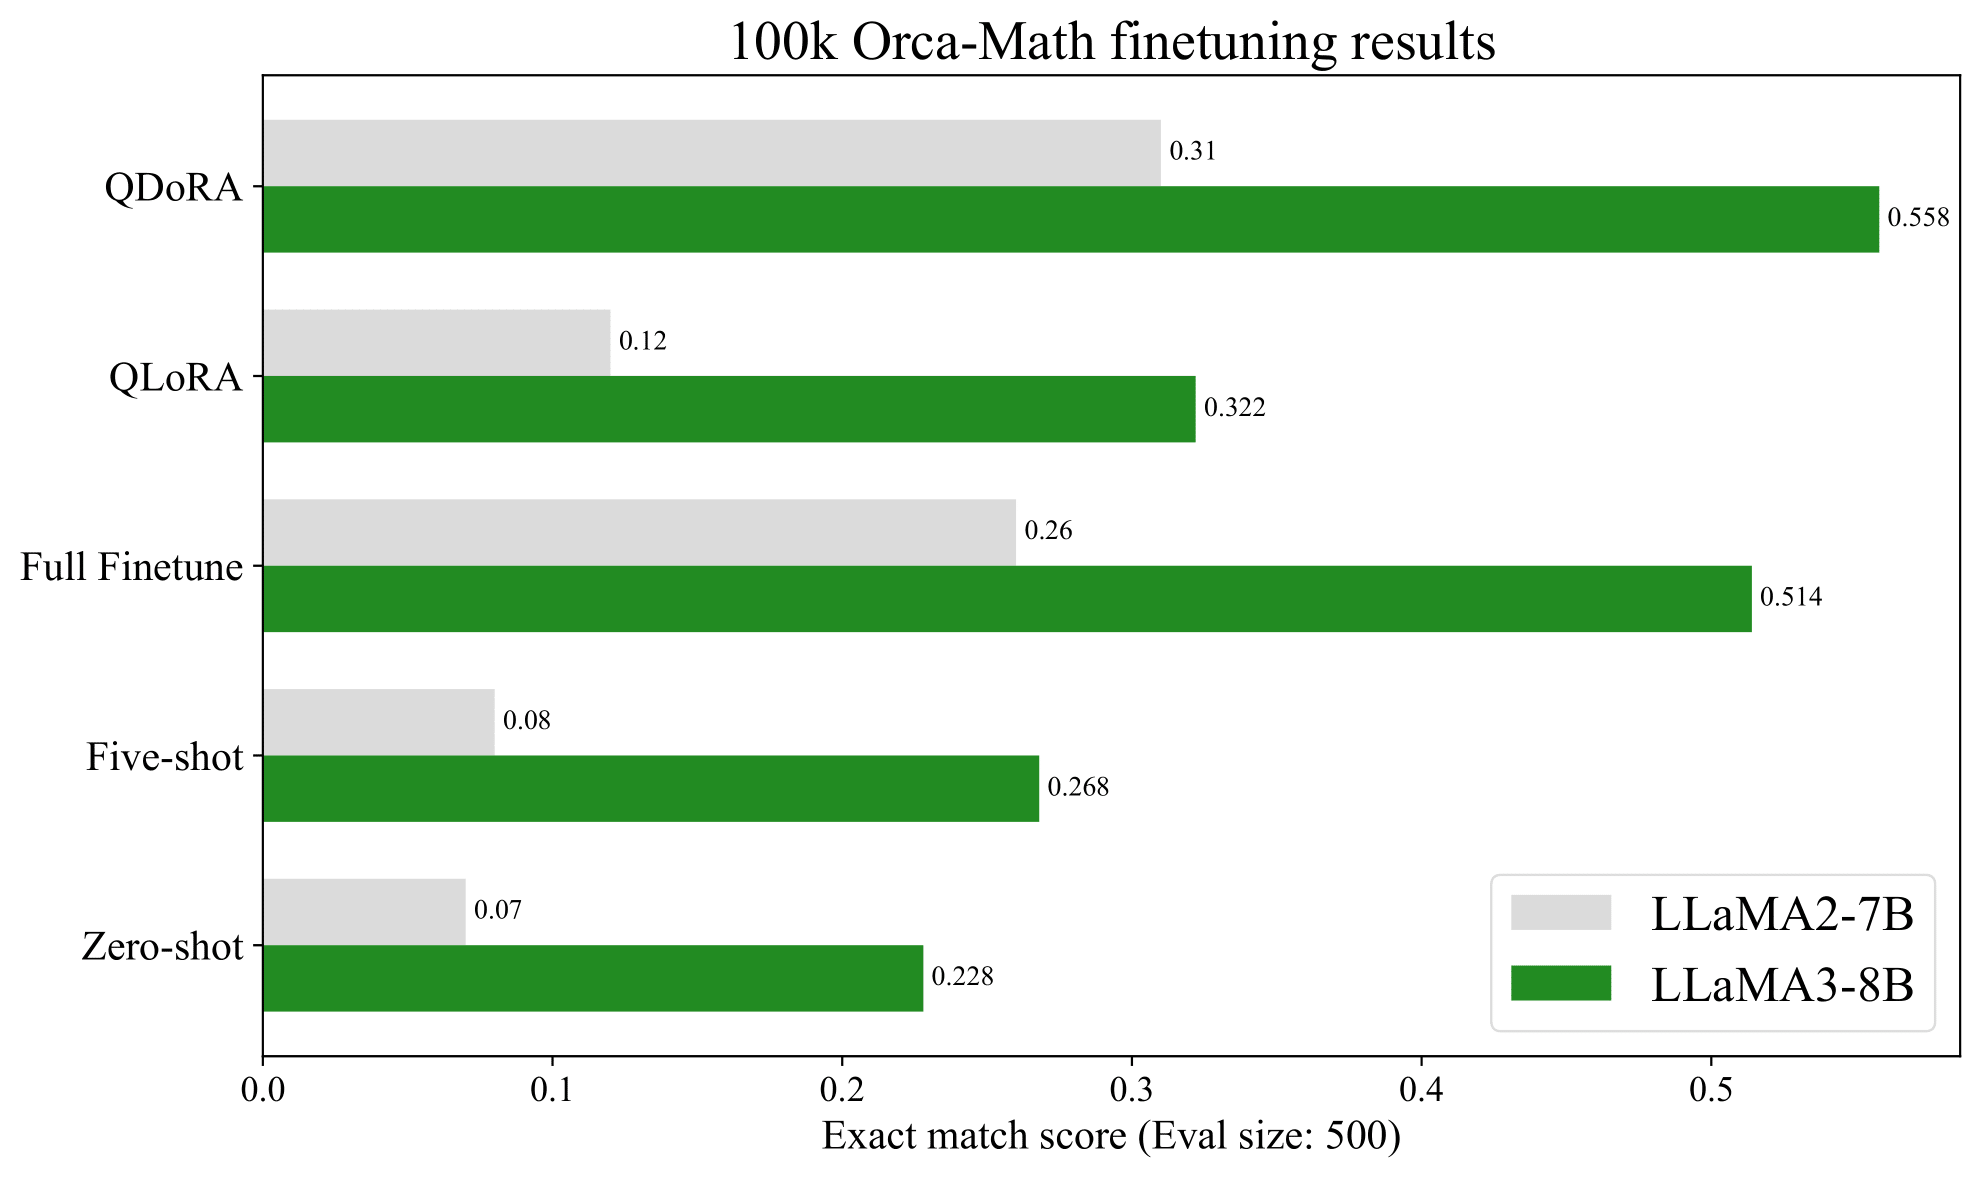 100k Orca-Math finetuning results
QDoRA
0.31
0.558
QLoRA
0.12
0.322
Full Finetune
0.26
0.514
Five-shot
0.08
0.268
Zero-shot
0.07
0.228
LLaMA2-7B
LLaMA3-8B
0.0 0.1 0.2 0.3 0.4 0.5
Exact match score (Eval size: 500)